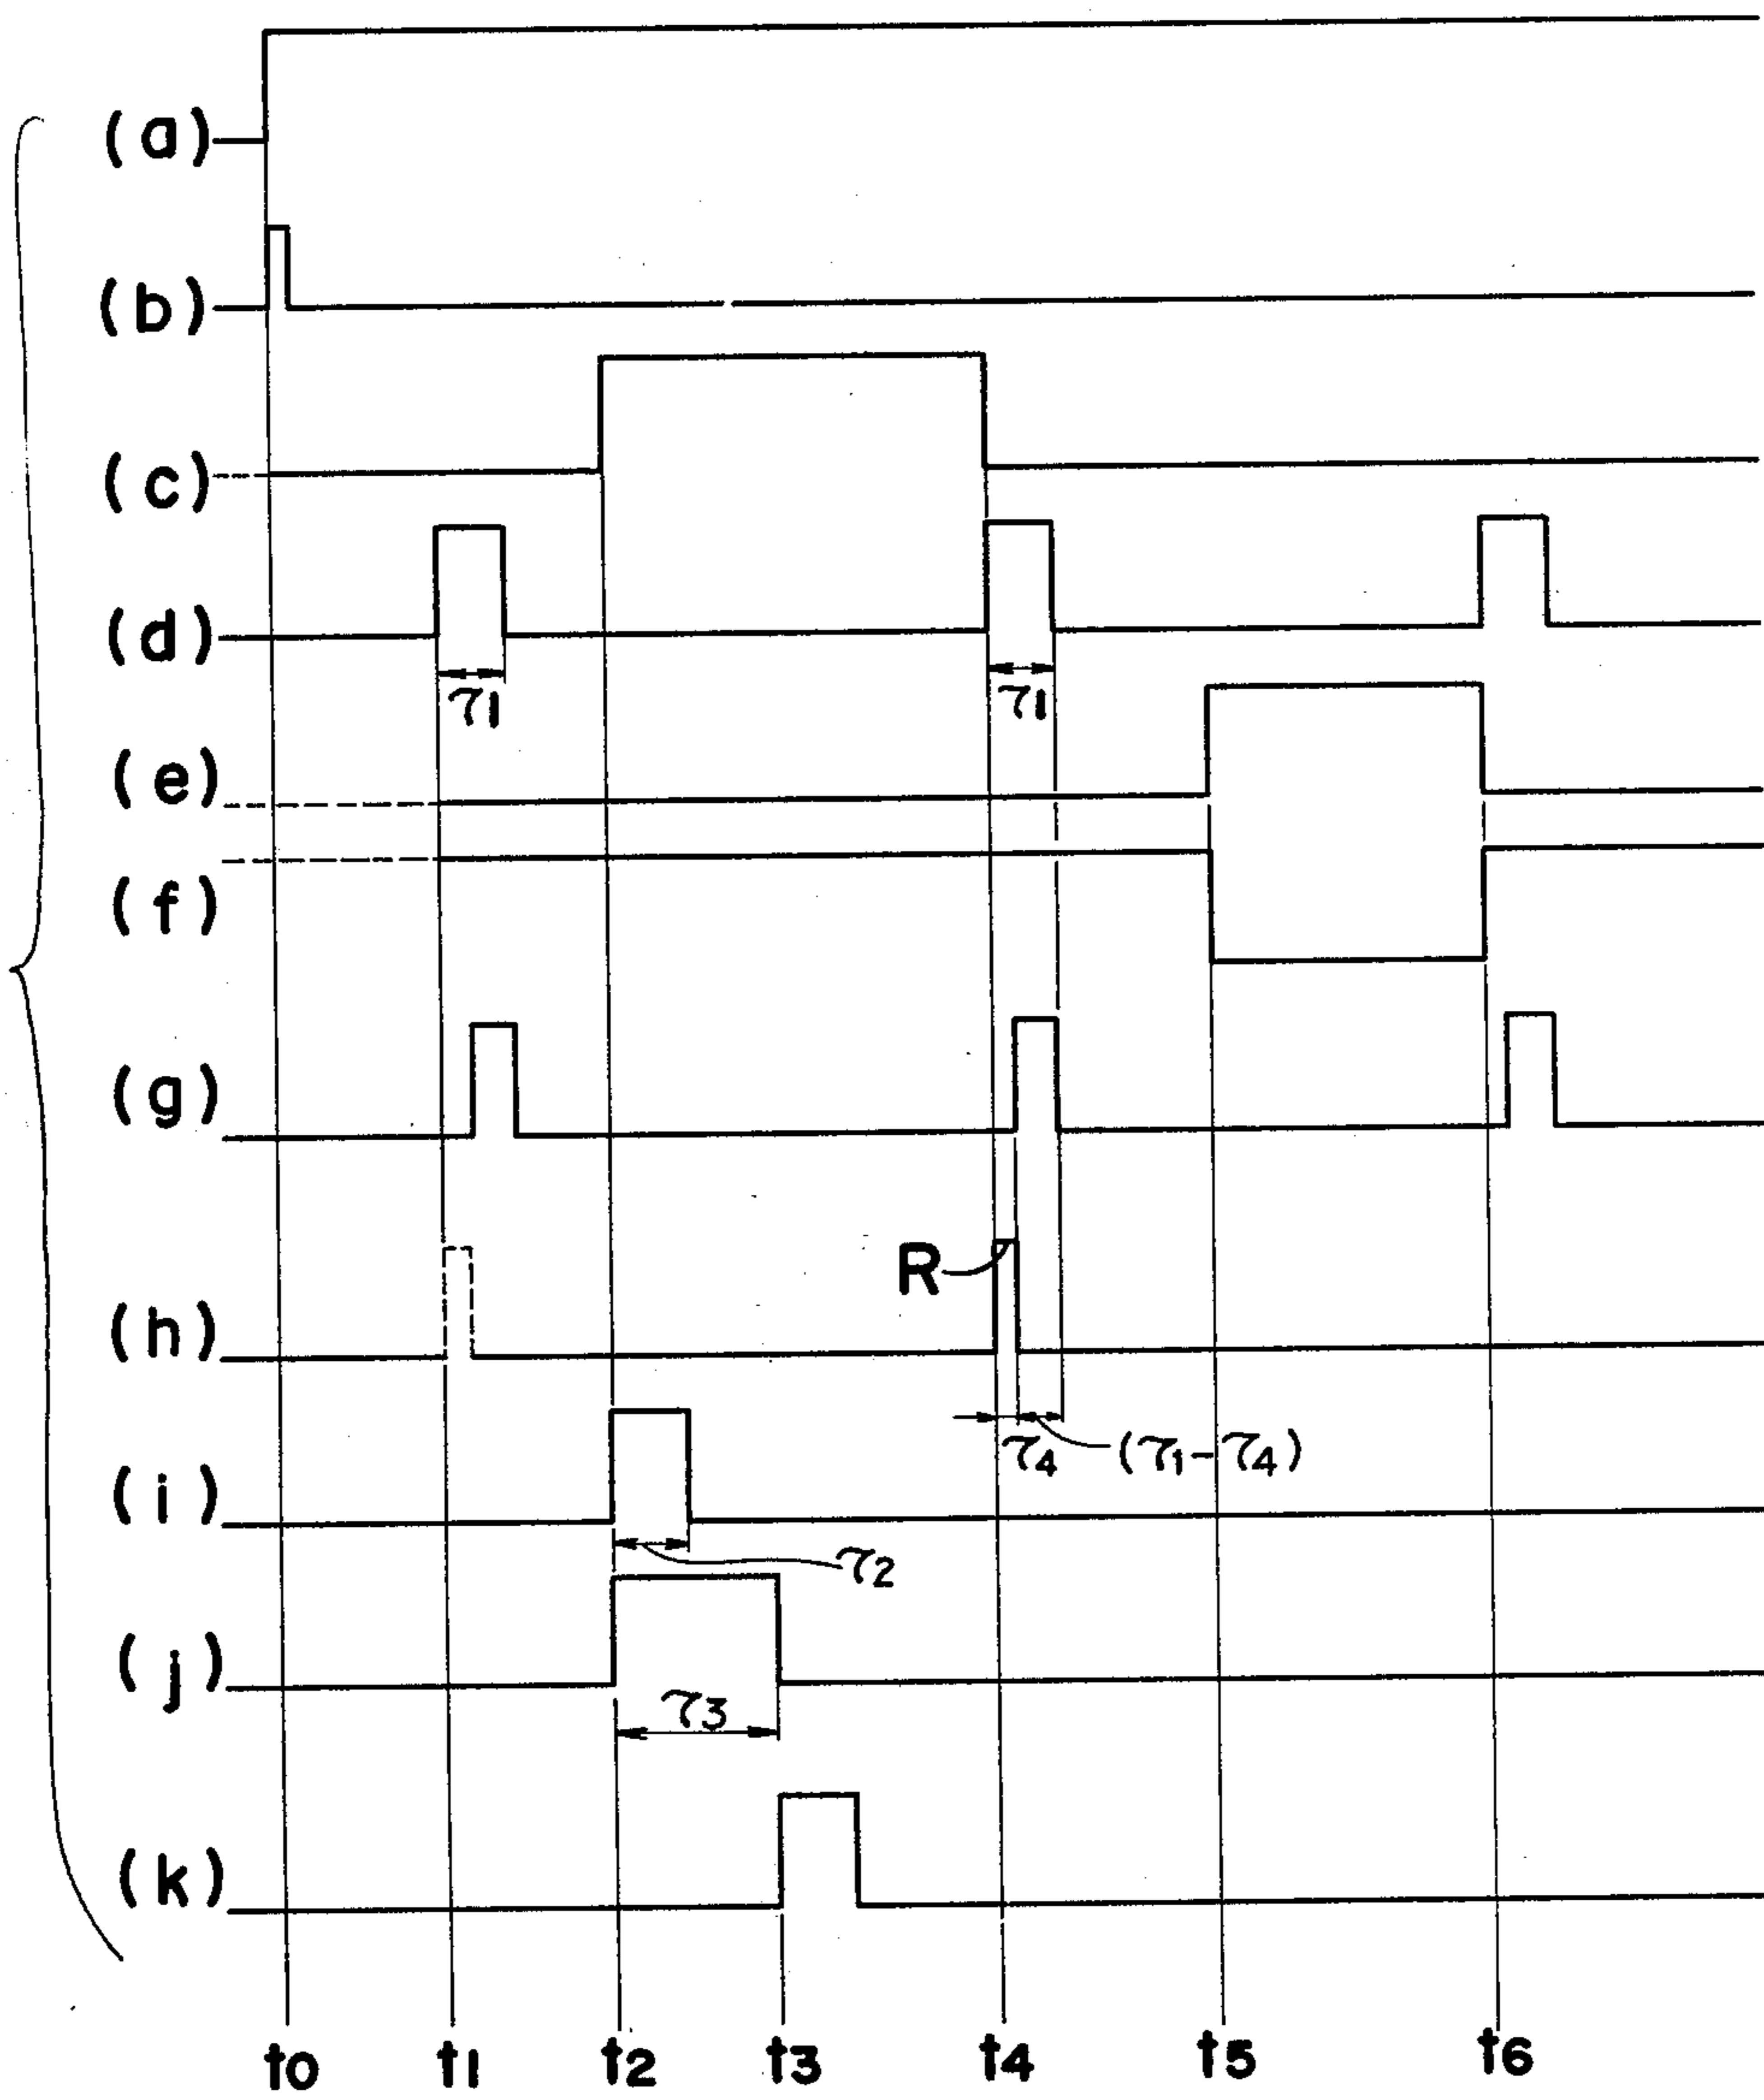 (a)
(b)
(c)
(d)
τ1 τ1
(e)
(f)
(g)
R
(h)
τ4 (τ1-τ4)
(i)
τ2
(j)
τ3
(k)
t0 t1 t2 t3 t4 t5 t6